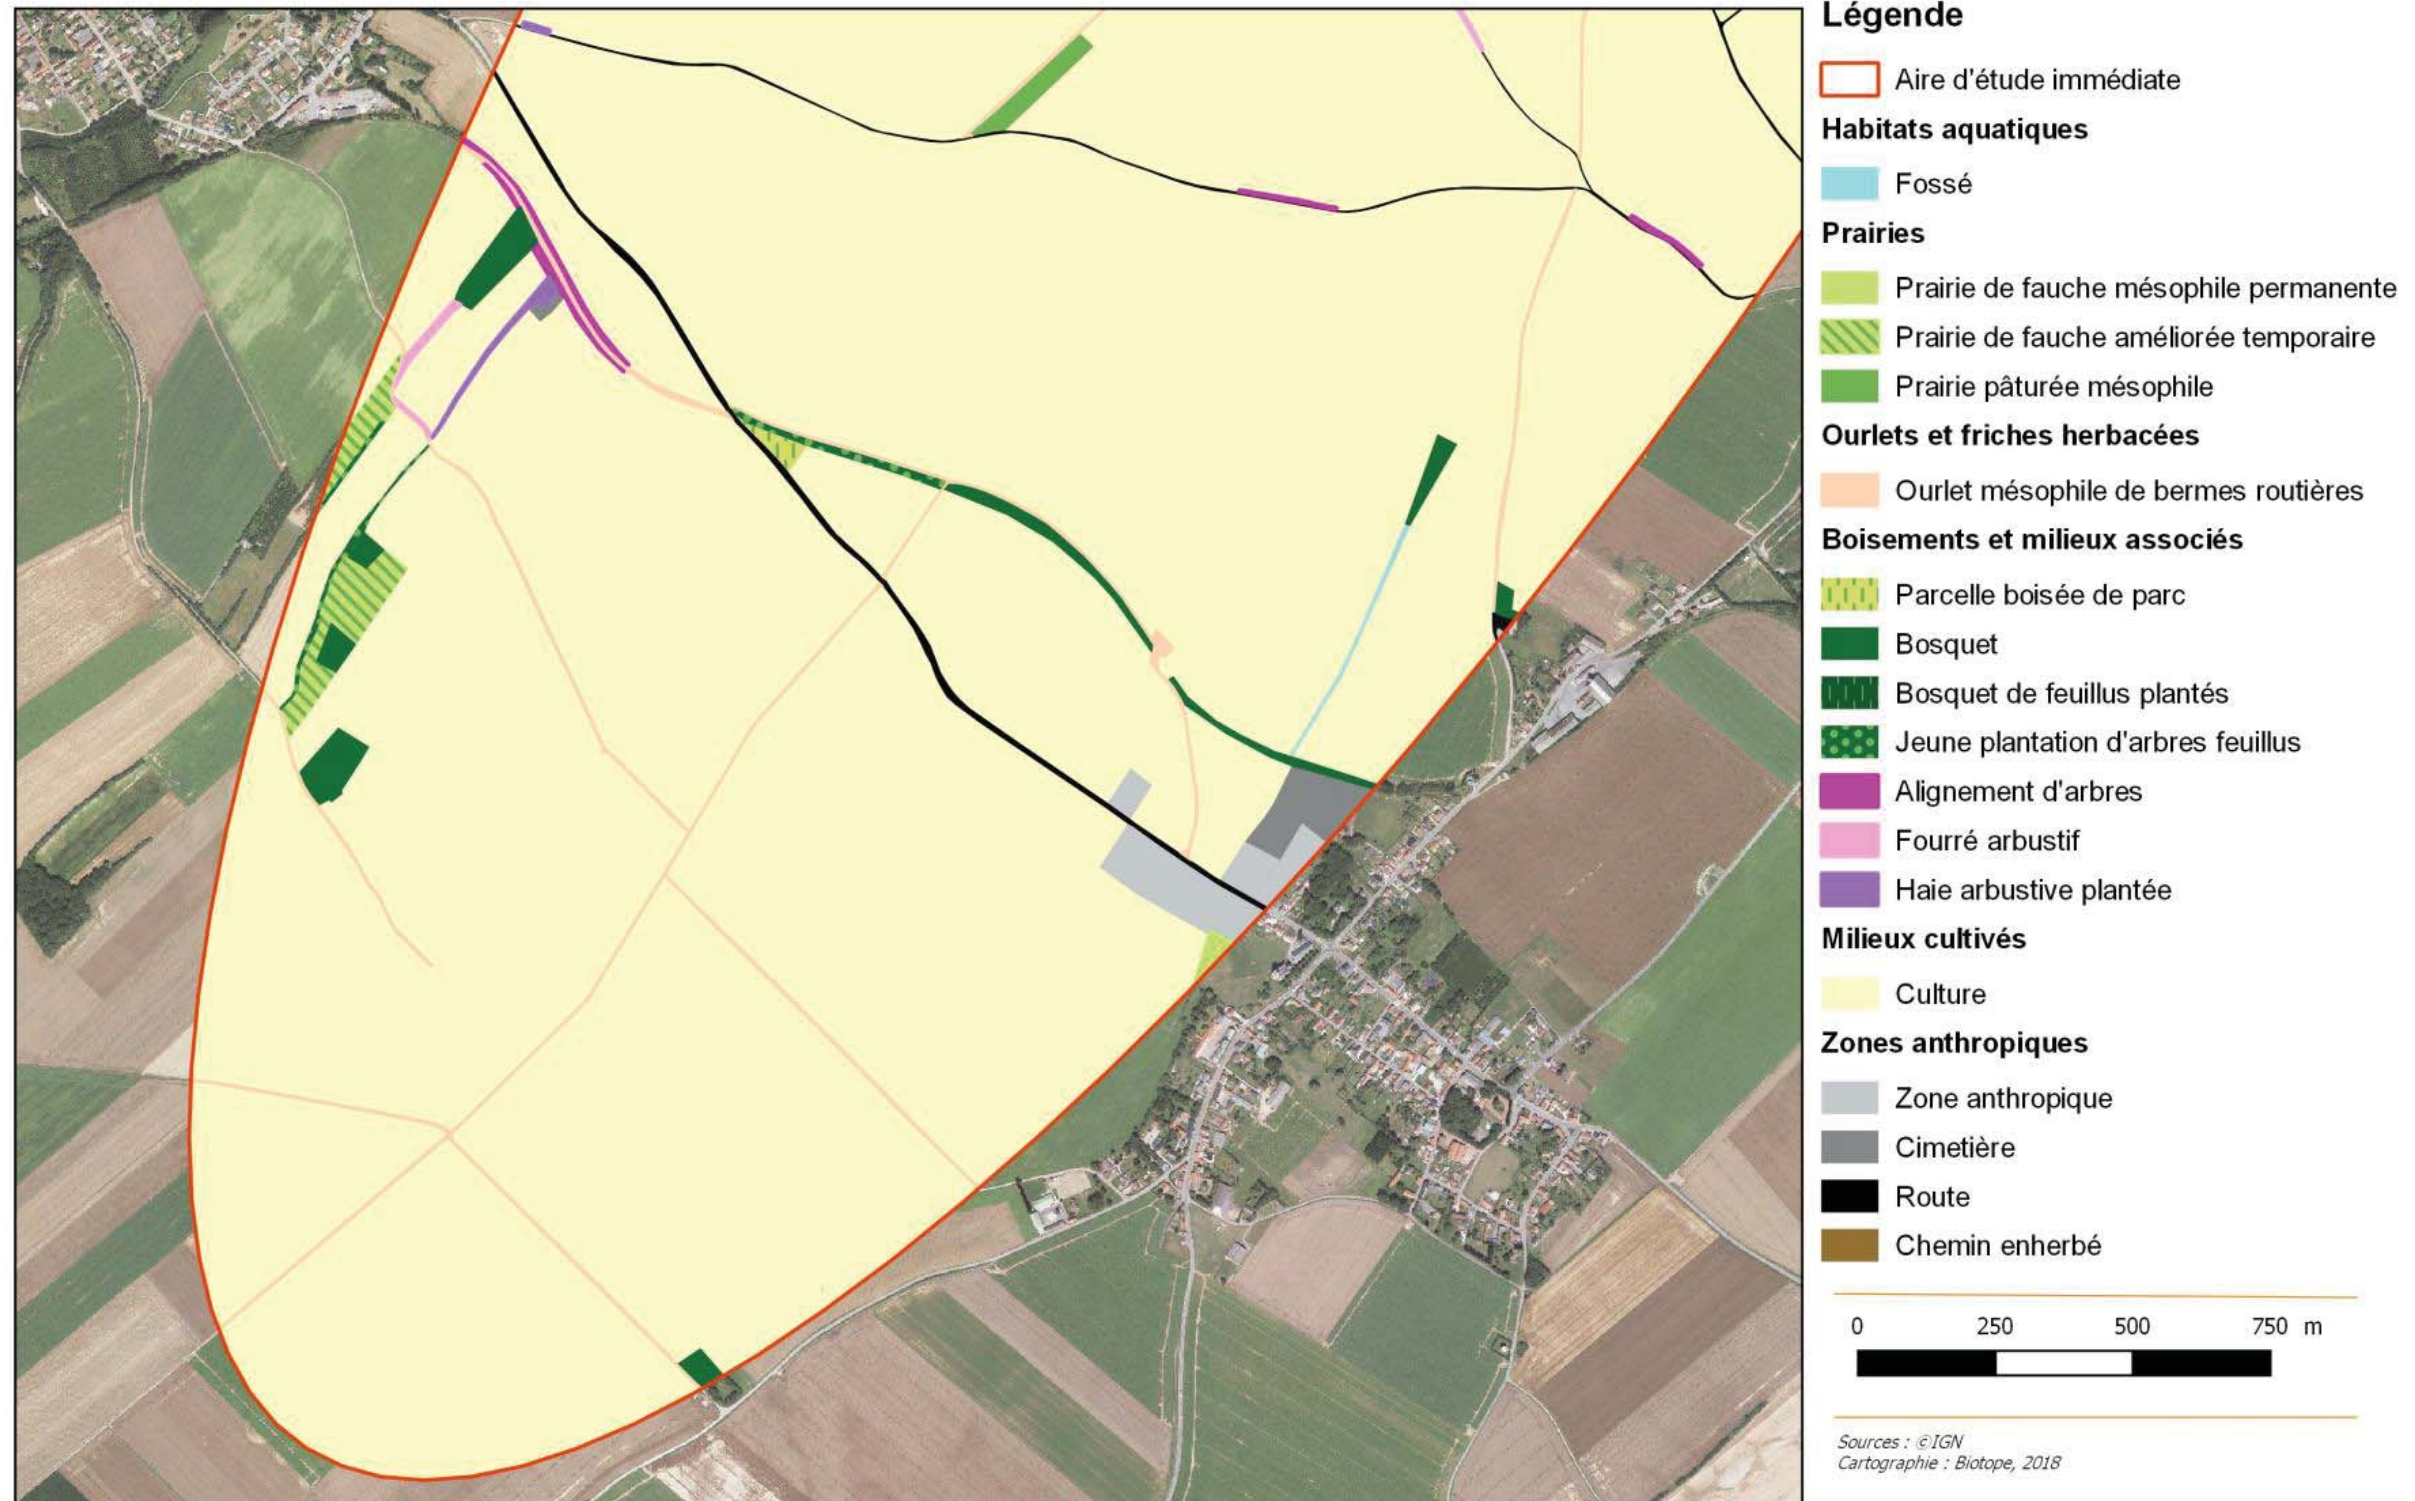 Légende
Aire d'étude immédiate
Habitats aquatiques
Fossé
Prairies
Prairie de fauche mésophile permanente
Prairie de fauche améliorée temporaire
Prairie pâturée mésophile
Ourlets et friches herbacées
Ourlet mésophile de bermes routières
Boisements et milieux associés
Parcelle boisée de parc
Bosquet
Bosquet de feuillus plantés
Jeune plantation d'arbres feuillus
Alignement d'arbres
Fourré arbustif
Haie arbustive plantée
Milieux cultivés
Culture
Zones anthropiques
Zone anthropique
Cimetière
Route
Chemin enherbé
0 250 500 750 m
Sources : ©IGN
Cartographie : Biotope, 2018